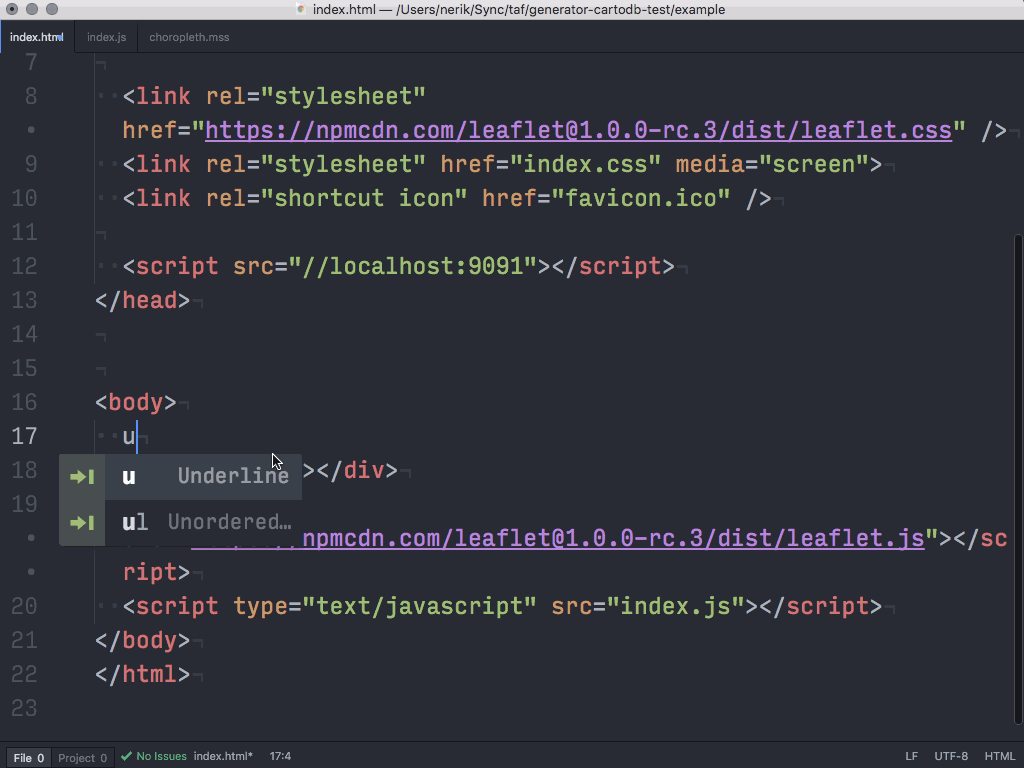 index.html — /Users/nerik/Sync/taf/generator-cartodb-test/example
index.html index.js choropleth.mss
7
8 <link rel="stylesheet"
href="https://npmcdn.com/leaflet@1.0.0-rc.3/dist/leaflet.css" />
9 <link rel="stylesheet" href="index.css" media="screen">
10 <link rel="shortcut icon" href="favicon.ico" />
11
12 <script src="//localhost:9091"></script>
13 </head>
14
15
16 <body>
17 u
18 ></div>
u Underline
19
ul Unordered…
npmcdn.com/leaflet@1.0.0-rc.3/dist/leaflet.js"></sc
ript>
20 <script type="text/javascript" src="index.js"></script>
21 </body>
22 </html>
23
File 0 Project 0 No Issues index.html* 17:4 LF UTF-8 HTML